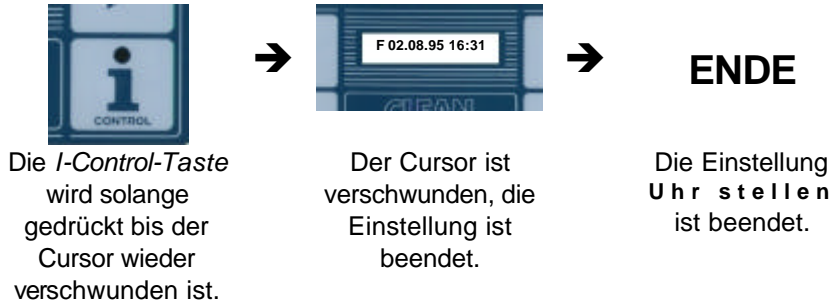 CONTROL
F 02.08.95 16:31
CLEAN
ENDE
Die I-Control-Taste
wird solange
gedrückt bis der
Cursor wieder
verschwunden ist.
Der Cursor ist
verschwunden, die
Einstellung ist
beendet.
Die Einstellung
Uhr stellen
ist beendet.